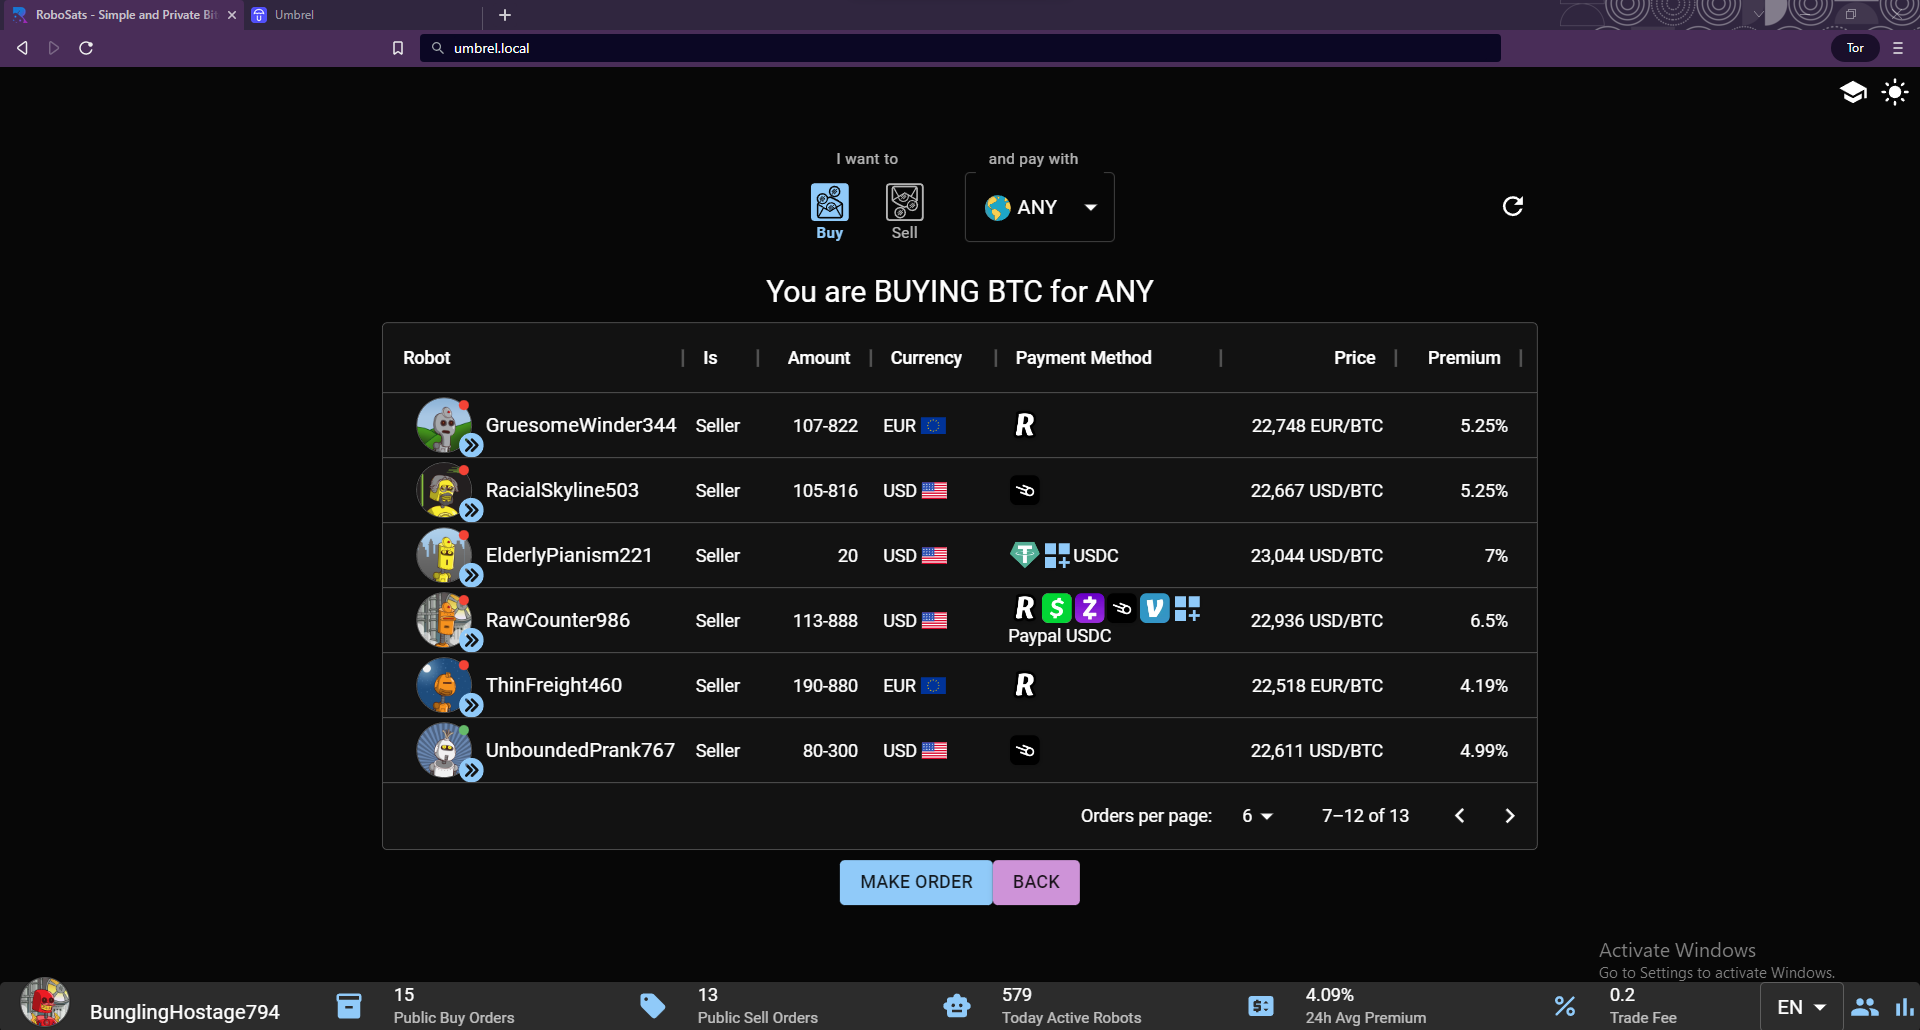 RoboSats - Simple and Private Bit
Umbrel
umbrel.local
Tor
I want to
and pay with
ANY
Buy
Sell
You are BUYING BTC for ANY
Robot Is Amount Currency Payment Method Price Premium
GruesomeWinder344 Seller 107-822 EUR R 22,748 EUR/BTC 5.25%
RacialSkyline503 Seller 105-816 USD 22,667 USD/BTC 5.25%
ElderlyPianism221 Seller 20 USD T USDC 23,044 USD/BTC 7%
RawCounter986 Seller 113-888 USD R $ Z V 22,936 USD/BTC 6.5%
Paypal USDC
ThinFreight460 Seller 190-880 EUR R 22,518 EUR/BTC 4.19%
UnboundedPrank767 Seller 80-300 USD 22,611 USD/BTC 4.99%
Orders per page: 6 7–12 of 13
MAKE ORDER BACK
Activate Windows
Go to Settings to activate Windows.
BunglingHostage794
15
Public Buy Orders
13
Public Sell Orders
579
Today Active Robots
4.09%
24h Avg Premium
0.2
Trade Fee
EN